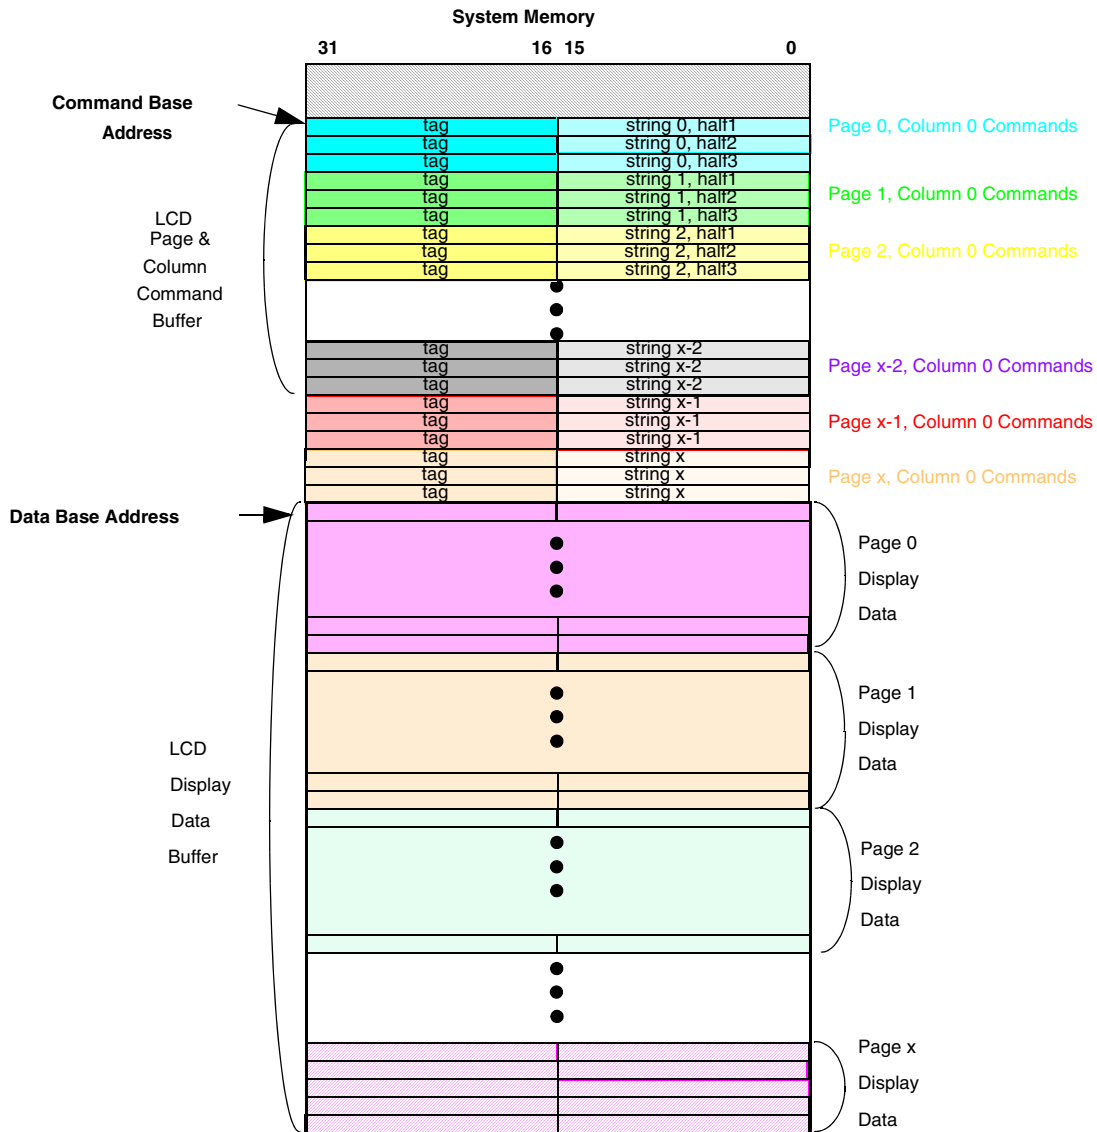 System Memory
31 16 15 0
Command Base
Address
tag string 0, half1
tag string 0, half2
tag string 0, half3
Page 0, Column 0 Commands
tag string 1, half1
tag string 1, half2
tag string 1, half3
Page 1, Column 0 Commands
tag string 2, half1
tag string 2, half2
tag string 2, half3
Page 2, Column 0 Commands
LCD
Page &
Column
Command
Buffer
tag string x-2
tag string x-2
tag string x-2
Page x-2, Column 0 Commands
tag string x-1
tag string x-1
tag string x-1
Page x-1, Column 0 Commands
tag string x
tag string x
tag string x
Page x, Column 0 Commands
Data Base Address
Page 0
Display
Data
Page 1
Display
Data
LCD
Display
Data
Buffer
Page 2
Display
Data
Page x
Display
Data